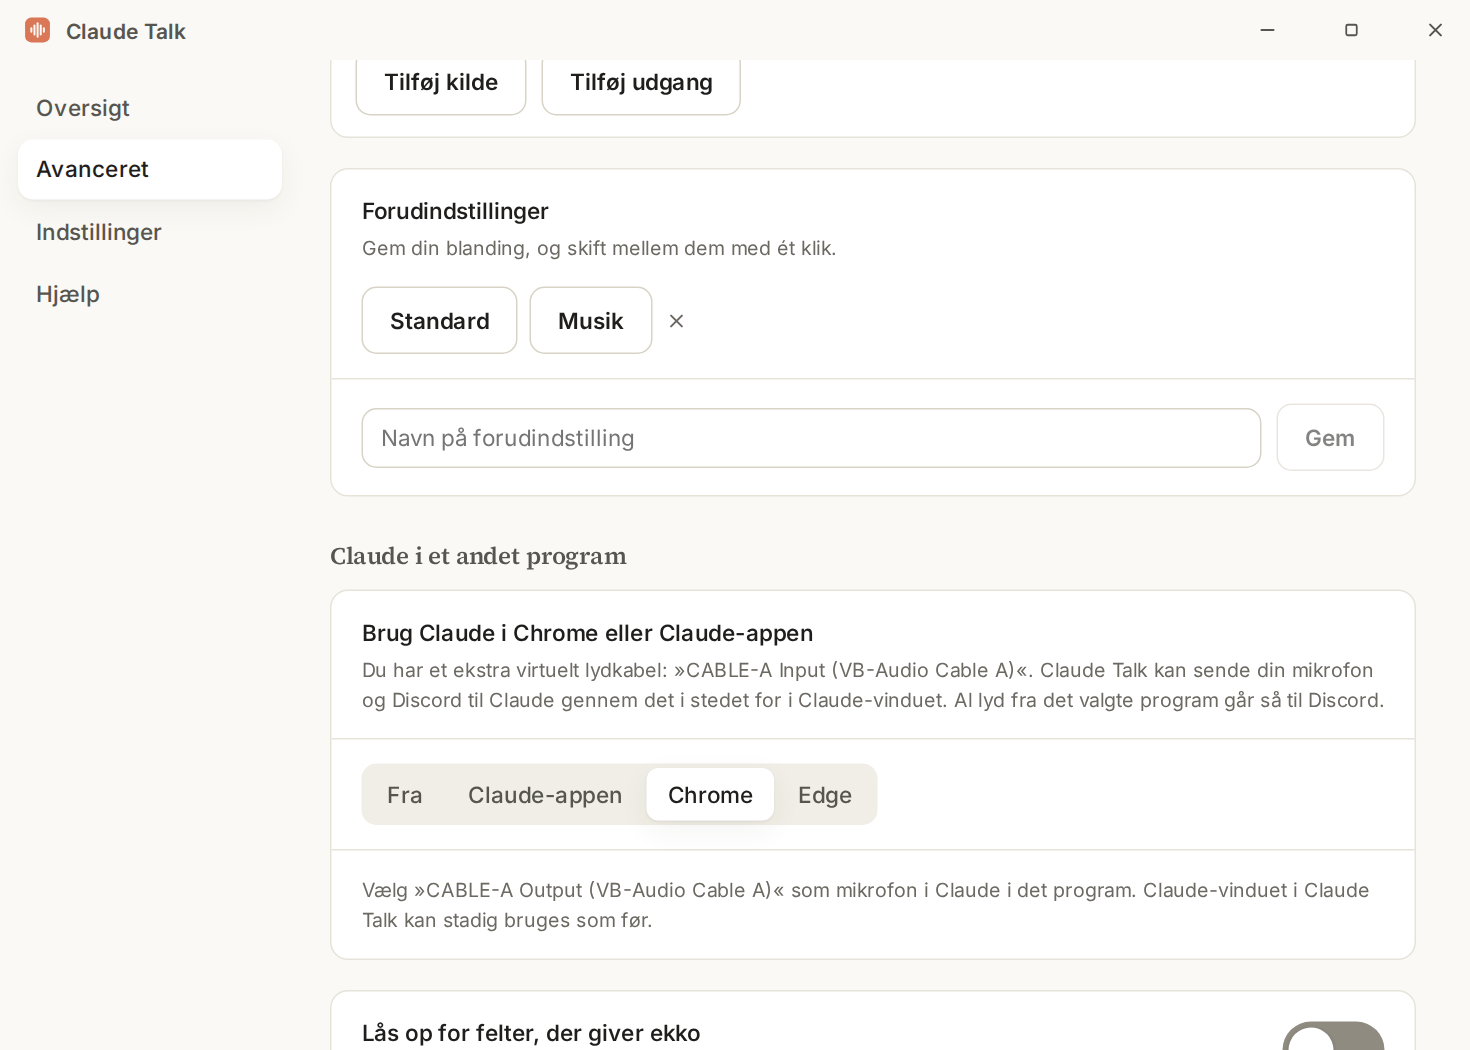 Claude Talk
Oversigt
Avanceret
Indstillinger
Hjælp
Tilføj kilde
Tilføj udgang
Forudindstillinger
Gem din blanding, og skift mellem dem med ét klik.
Standard
Musik
Navn på forudindstilling
Gem
Claude i et andet program
Brug Claude i Chrome eller Claude-appen
Du har et ekstra virtuelt lydkabel: »CABLE-A Input (VB-Audio Cable A)«. Claude Talk kan sende din mikrofon
og Discord til Claude gennem det i stedet for i Claude-vinduet. Al lyd fra det valgte program går så til Discord.
Fra
Claude-appen
Chrome
Edge
Vælg »CABLE-A Output (VB-Audio Cable A)« som mikrofon i Claude i det program. Claude-vinduet i Claude
Talk kan stadig bruges som før.
Lås op for felter, der giver ekko